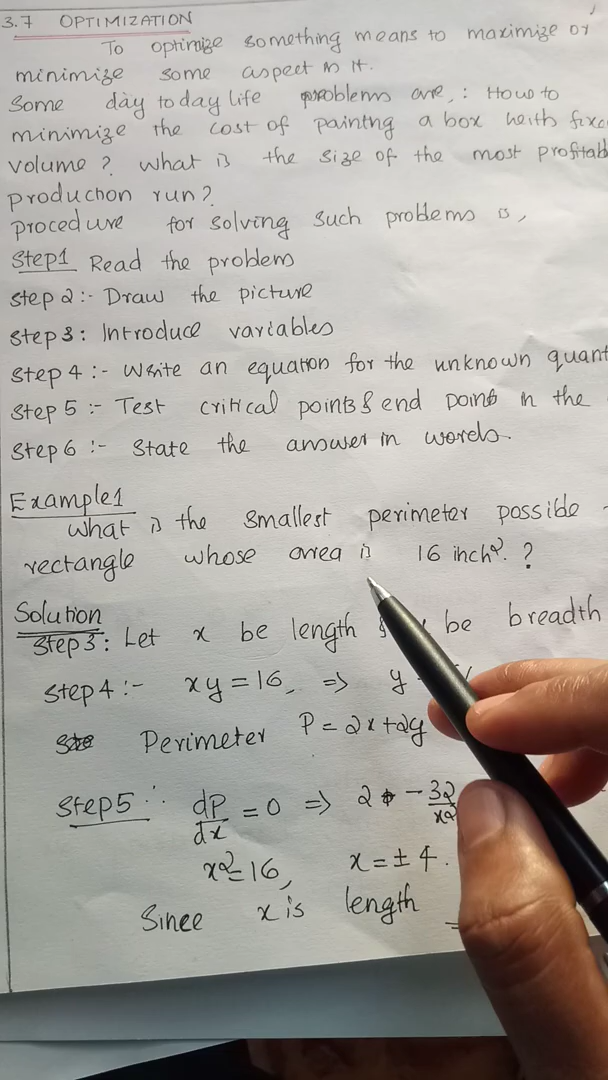 3.7 OPTIMIZATION
To optimize something means to maximize or
minimize some aspect in it.
Some day to day life problems are,: How to
minimize the cost of paintng a box with fixe
volume? what is the size of the most profitab
production run?
procedure for solving such problems is,
Step1 Read the problem
step 2:- Draw the picture
step 3: Introduce variables
step 4:- Write an equation for the unknown quant
step 5:- Test critical points & end points in the
step 6:- State the answer in words.
Example1
what is the smallest perimeter possible
rectangle whose area is 16 inch². ?
Solution
Step3: Let x be length & be breadth
step 4:- xy = 16, => y
Perimeter P = 2x+2y
step5 ∴ dP/dx = 0 => 2 - 32/x2
x²=16, x = ± 4.
Since x is length =